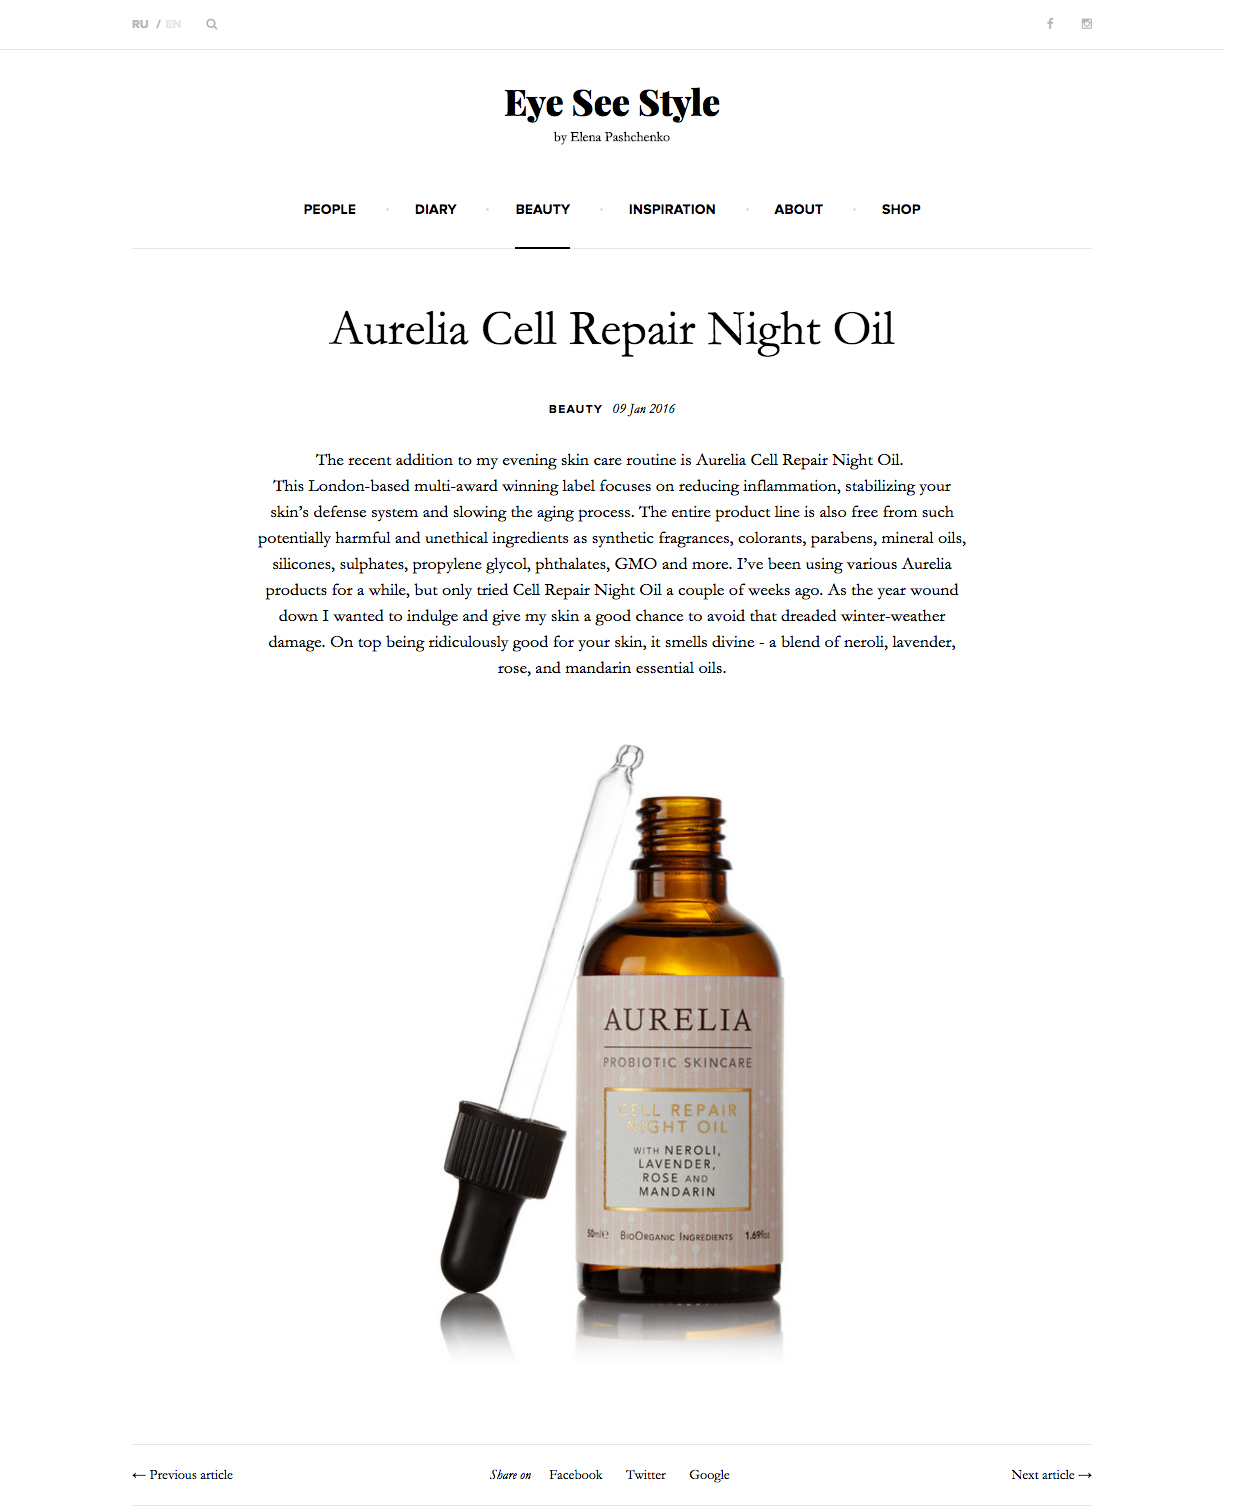 RU / EN
Eye See Style
by Elena Pashchenko
PEOPLE · DIARY · BEAUTY · INSPIRATION · ABOUT · SHOP
Aurelia Cell Repair Night Oil
BEAUTY 09 Jan 2016
The recent addition to my evening skin care routine is Aurelia Cell Repair Night Oil.
This London-based multi-award winning label focuses on reducing inflammation, stabilizing your
skin’s defense system and slowing the aging process. The entire product line is also free from such
potentially harmful and unethical ingredients as synthetic fragrances, colorants, parabens, mineral oils,
silicones, sulphates, propylene glycol, phthalates, GMO and more. I’ve been using various Aurelia
products for a while, but only tried Cell Repair Night Oil a couple of weeks ago. As the year wound
down I wanted to indulge and give my skin a good chance to avoid that dreaded winter-weather
damage. On top being ridiculously good for your skin, it smells divine - a blend of neroli, lavender,
rose, and mandarin essential oils.
AURELIA
PROBIOTIC SKINCARE
CELL REPAIR
NIGHT OIL
WITH NEROLI,
LAVENDER,
ROSE AND
MANDARIN
50ml℮ BIOORGANIC INGREDIENTS 1.69floz
← Previous article Share on Facebook Twitter Google Next article →